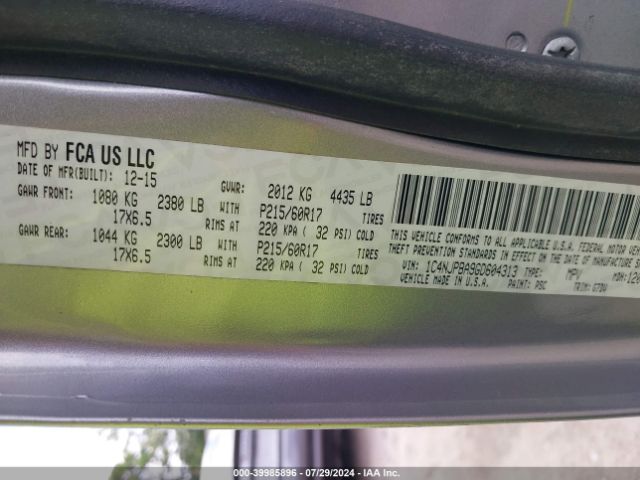 MFD BY FCA US LLC
DATE OF MFR(BUILT): 12-15 GVWR: 2012 KG 4435 LB
GAWR FRONT: 1080 KG 2380 LB WITH P215/60R17 TIRES
17X6.5 RIMS AT 220 KPA ( 32 PSI) COLD
GAWR REAR: 1044 KG 2300 LB WITH P215/60R17 TIRES
17X6.5 RIMS AT 220 KPA ( 32 PSI) COLD
THIS VEHICLE CONFORMS TO ALL APPLICABLE U.S.A. FEDERAL MOTOR
THEFT PREVENTION STANDARDS IN EFFECT ON THE DATE OF MANUFACTURE
VIN: 1C4NJPBA9GD604313 TYPE: MPV MDH:
VEHICLE MADE IN U.S.A. PAINT: PSC TRIM:
000-39985896 - 07/29/2024 - IAA Inc.